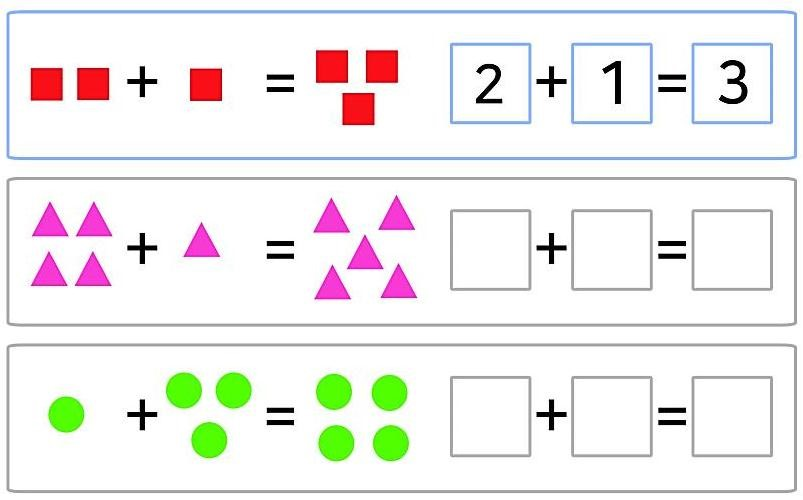 + = 2 + 1 = 3
+ = + =
+ = + =